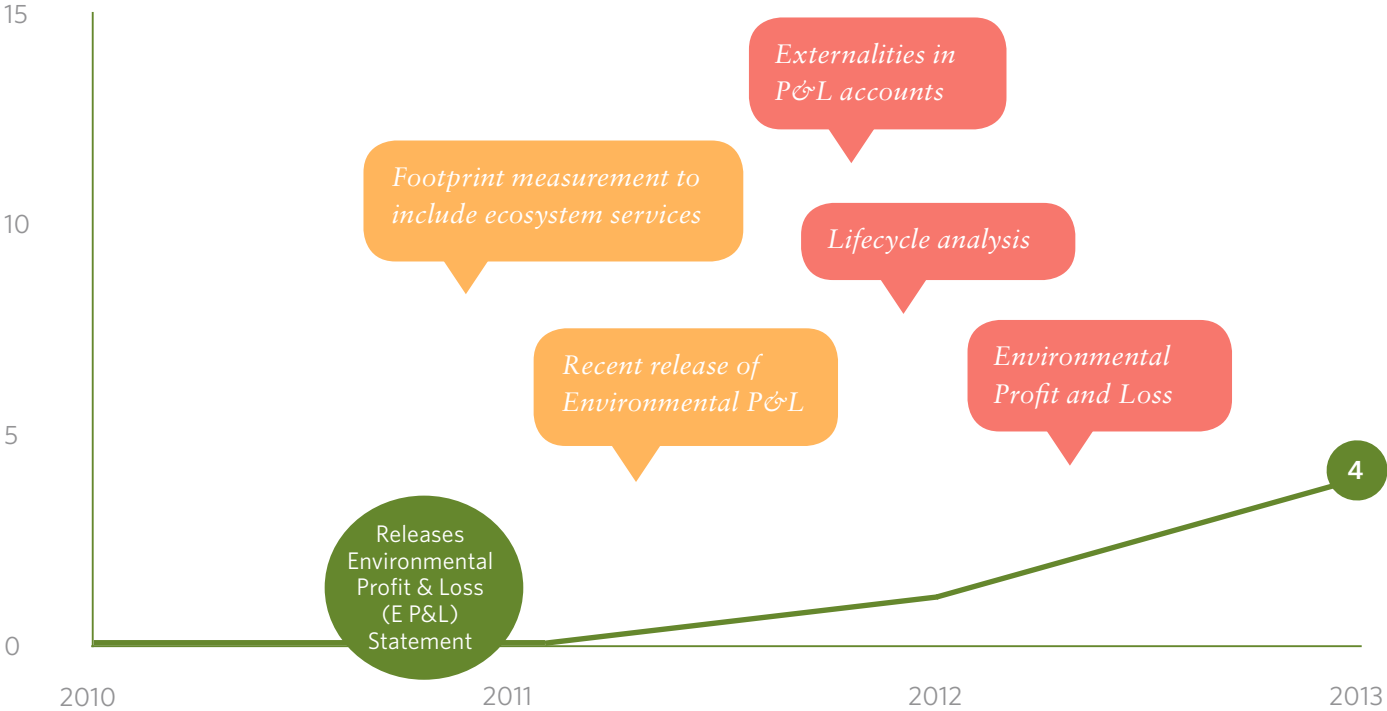 15
Externalities in
P&L accounts
Footprint measurement to
include ecosystem services
10
Lifecycle analysis
Environmental
Profit and Loss
Recent release of
Environmental P&L
5
4
Releases
Environmental
Profit & Loss
(E P&L)
Statement
0
2010
2011
2012
2013